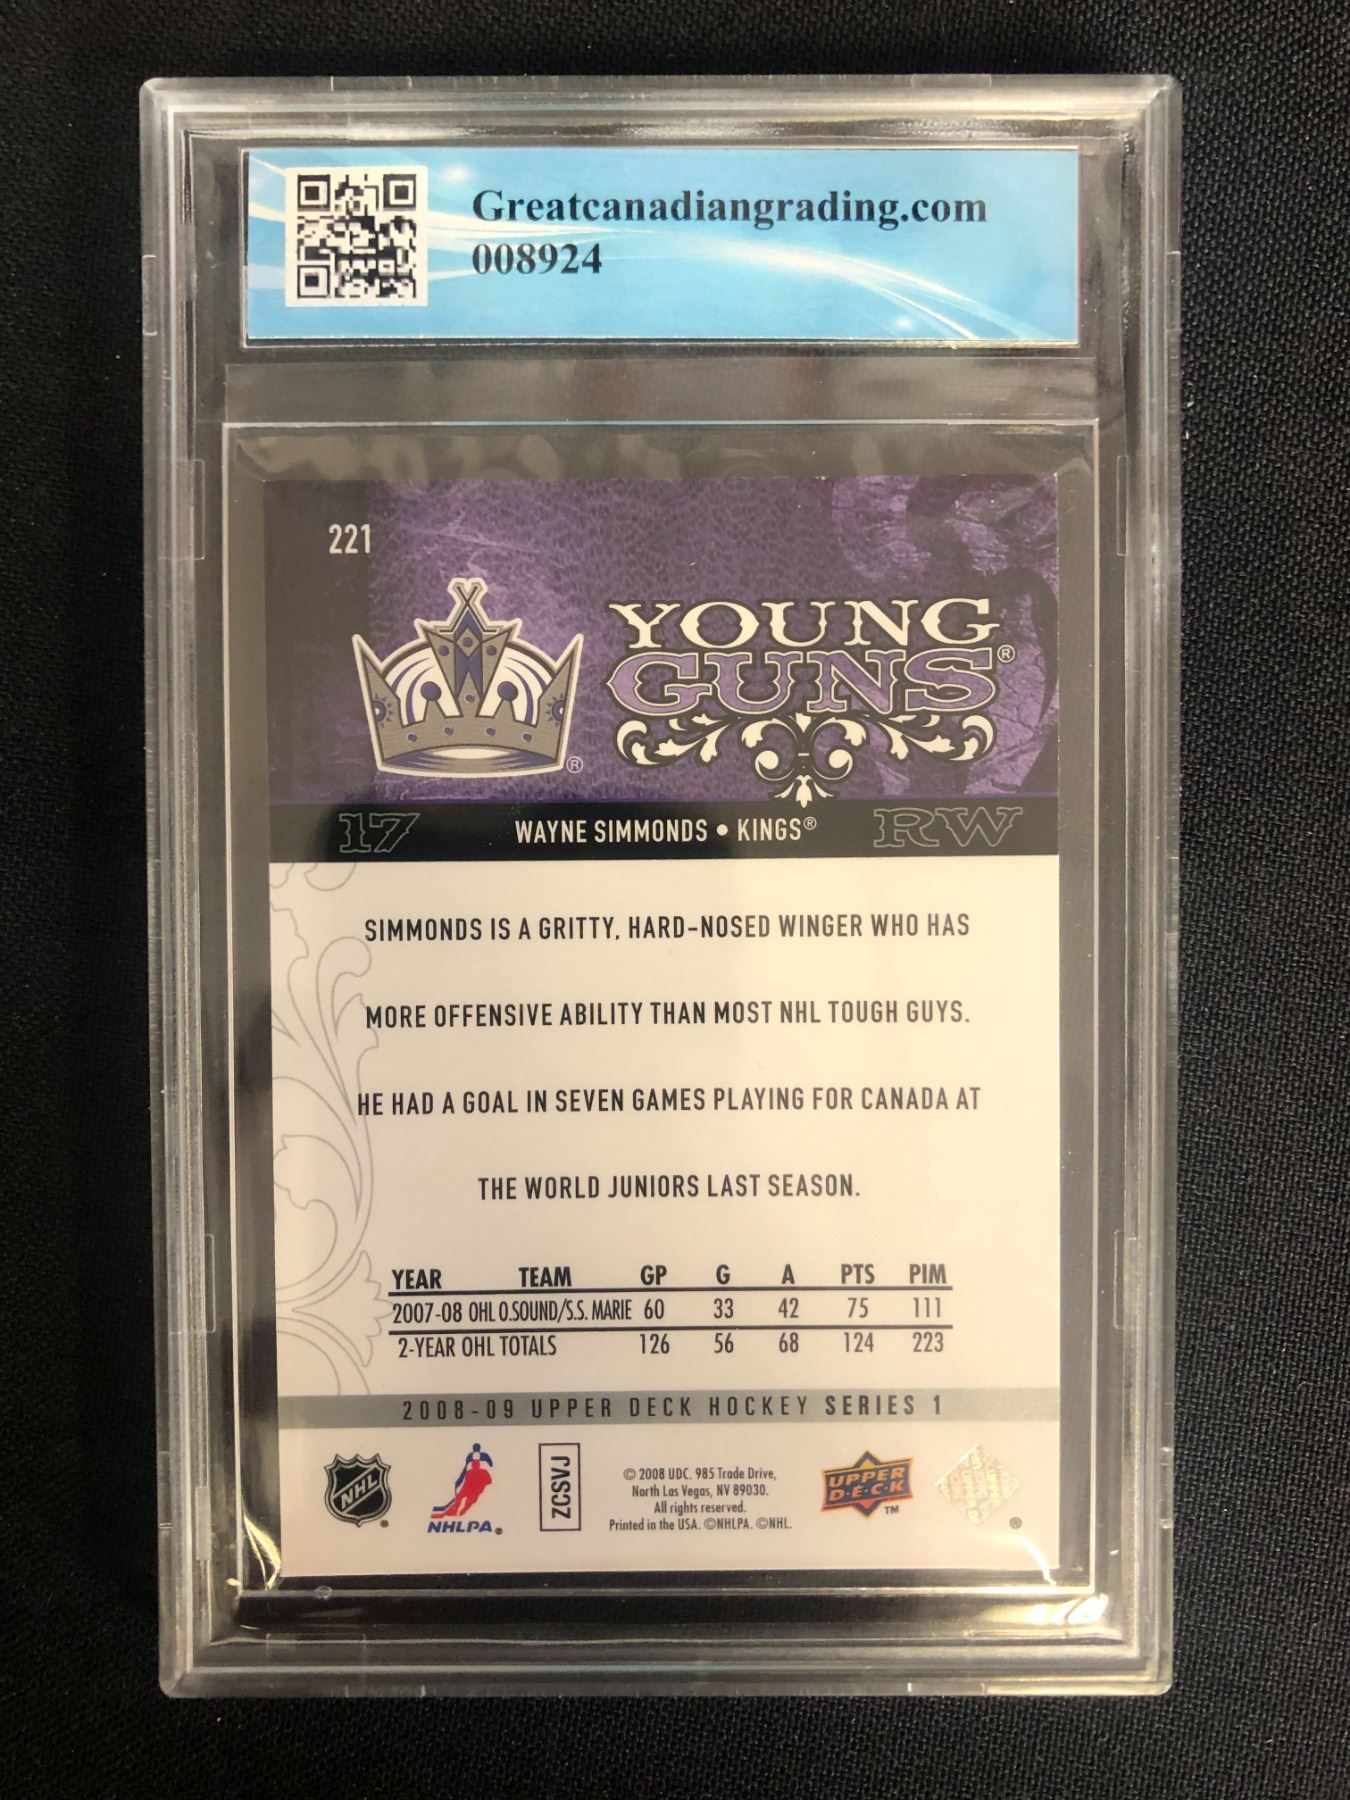 Greatcanadiangrading.com
008924
221
YOUNG
GUNS®
®
17 WAYNE SIMMONDS • KINGS® RW
SIMMONDS IS A GRITTY, HARD-NOSED WINGER WHO HAS
MORE OFFENSIVE ABILITY THAN MOST NHL TOUGH GUYS.
HE HAD A GOAL IN SEVEN GAMES PLAYING FOR CANADA AT
THE WORLD JUNIORS LAST SEASON.
YEAR TEAM GP G A PTS PIM
2007-08 OHL O.SOUND/S.S. MARIE 60 33 42 75 111
2-YEAR OHL TOTALS 126 56 68 124 223
2008-09 UPPER DECK HOCKEY SERIES 1
NHL ®
NHLPA®
ZCSVJ
© 2008 UDC. 985 Trade Drive,
North Las Vegas, NV 89030.
All rights reserved.
Printed in the USA. ©NHLPA. ©NHL.
UPPER
D·E·C·K
TM
®